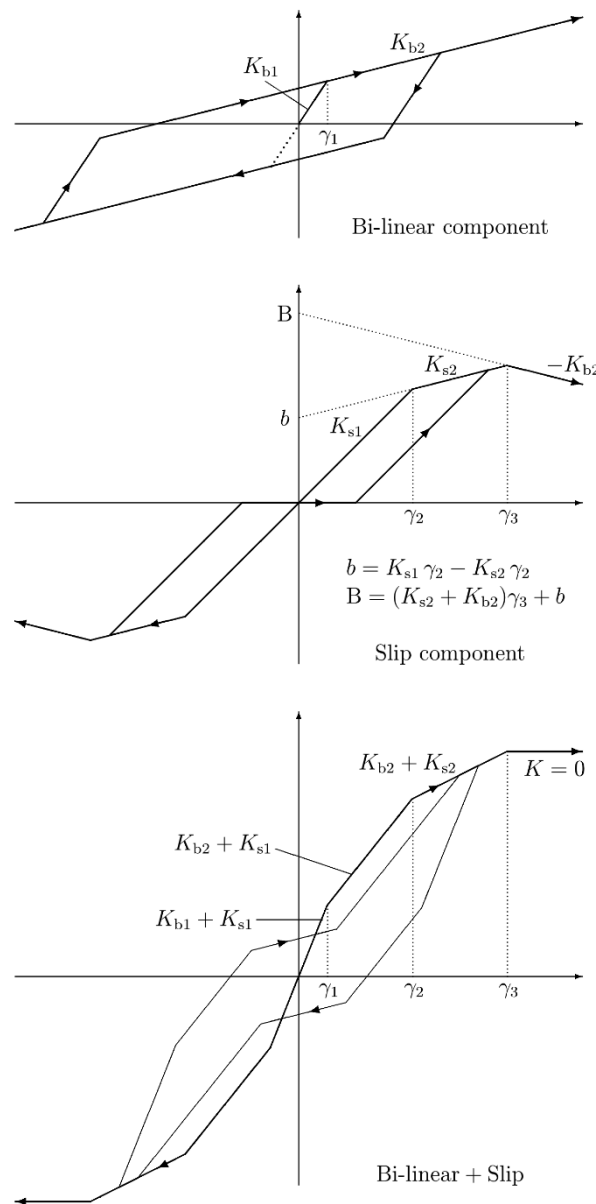 K_b1
K_b2
γ_1
Bi-linear component
B
K_s2
−K_b2
b
K_s1
γ_2
γ_3
b = K_s1 γ_2 − K_s2 γ_2
B = (K_s2 + K_b2)γ_3 + b
Slip component
K_b2 + K_s2
K = 0
K_b2 + K_s1
K_b1 + K_s1
γ_1
γ_2
γ_3
Bi-linear + Slip